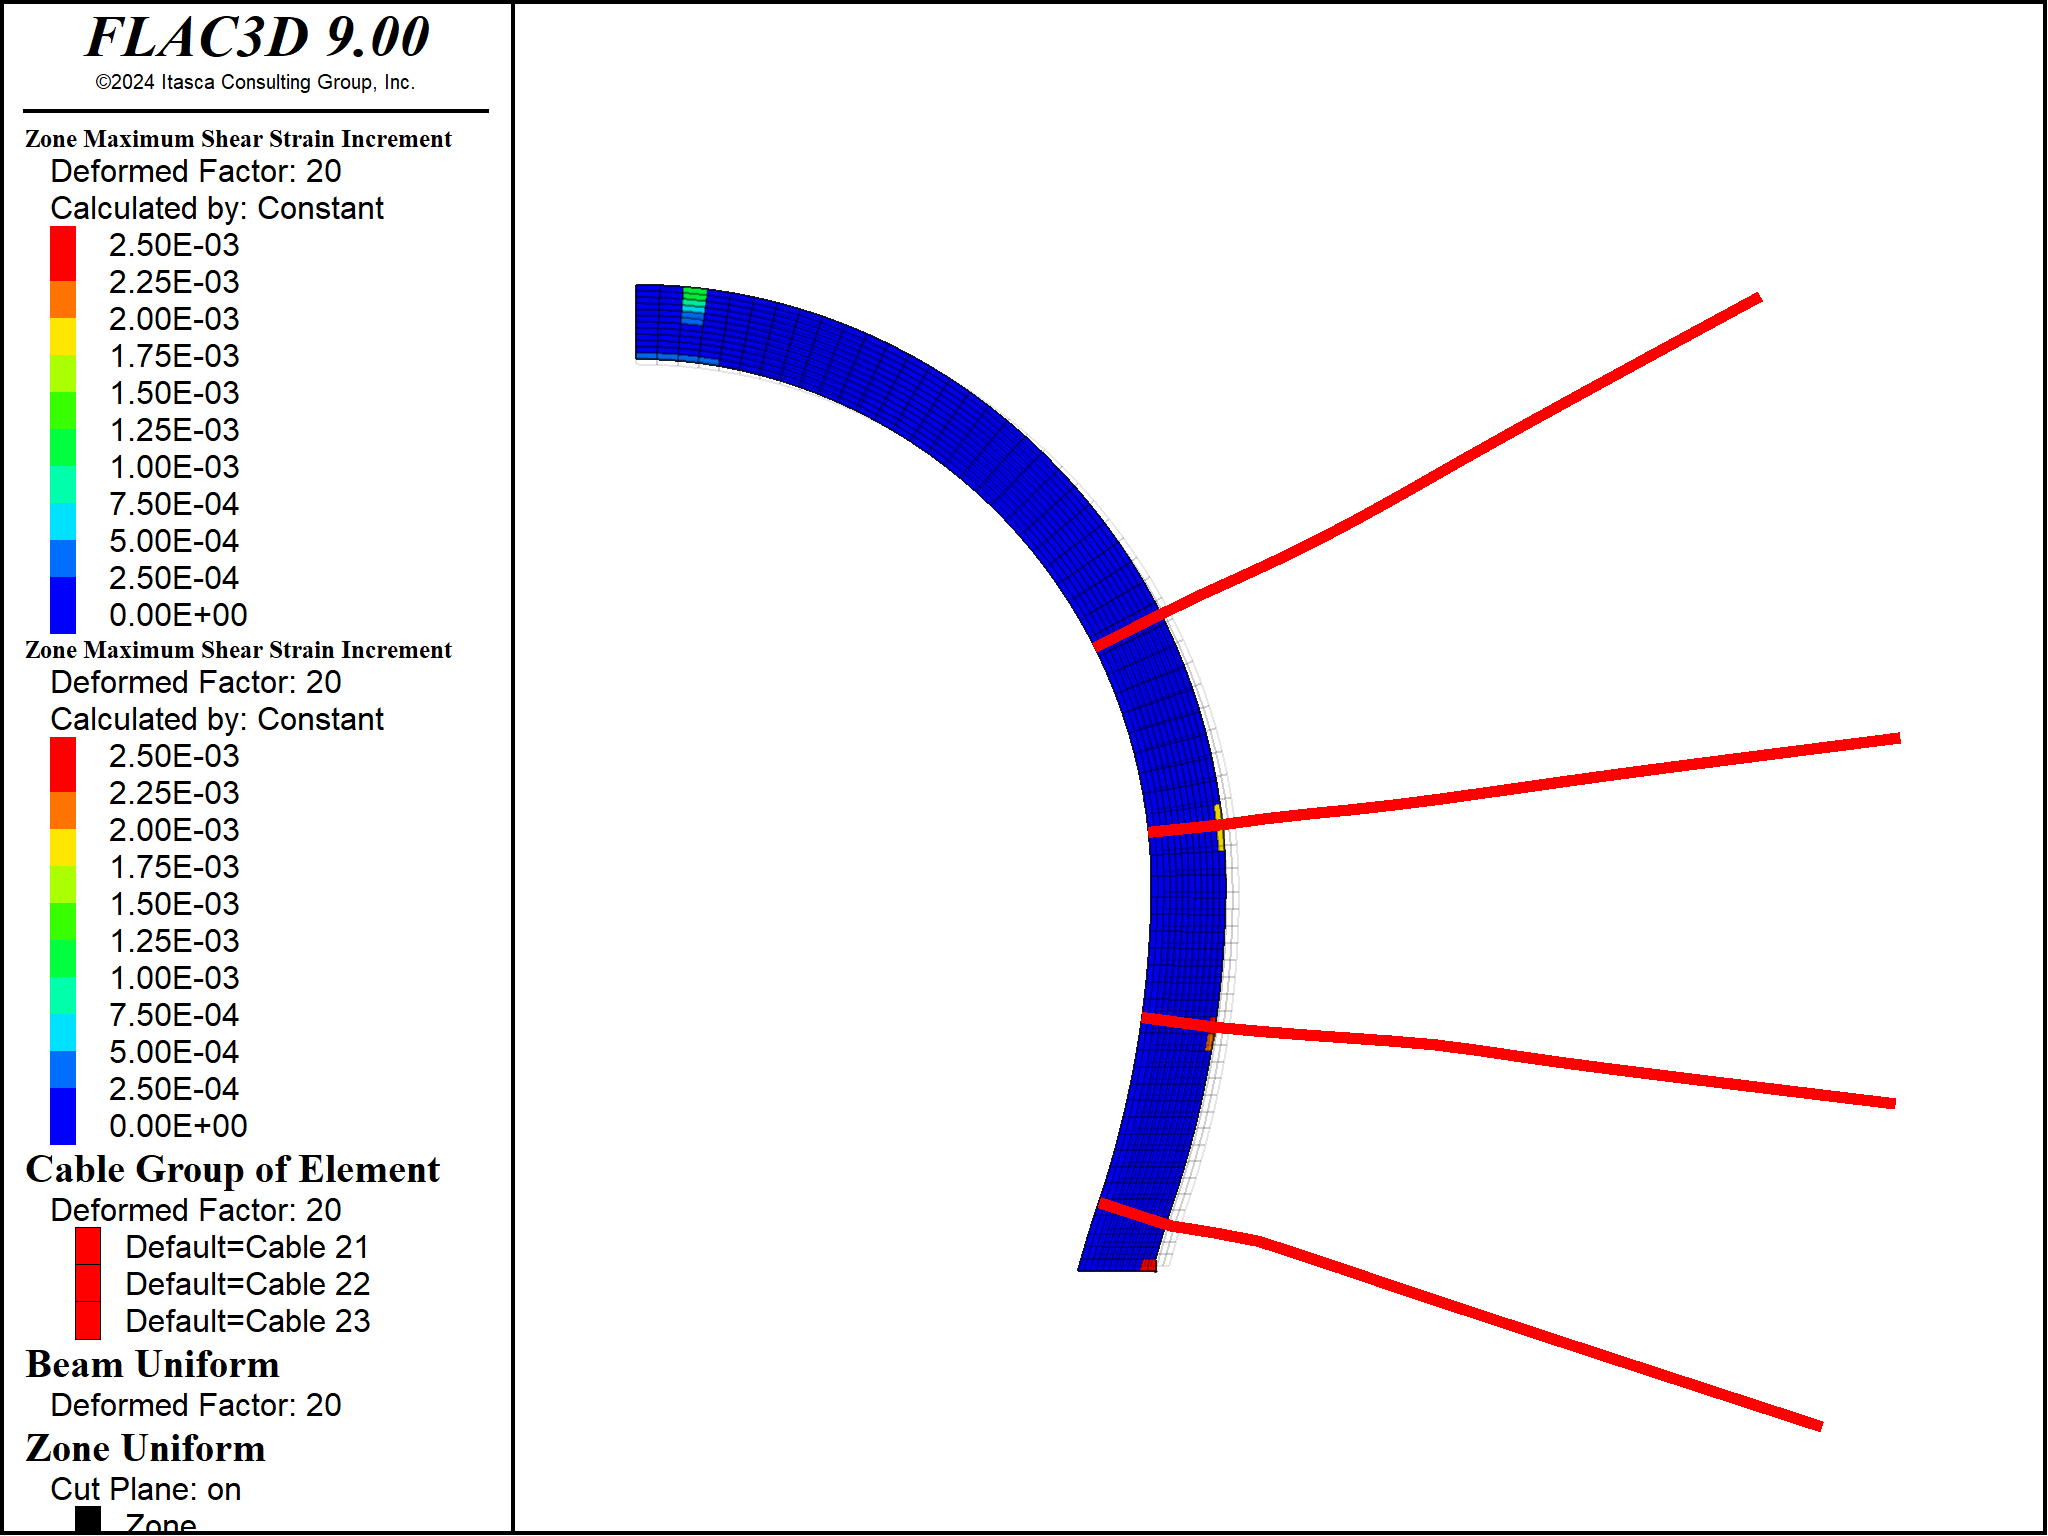 FLAC3D 9.00
©2024 Itasca Consulting Group, Inc.
Zone Maximum Shear Strain Increment
Deformed Factor: 20
Calculated by: Constant
2.50E-03
2.25E-03
2.00E-03
1.75E-03
1.50E-03
1.25E-03
1.00E-03
7.50E-04
5.00E-04
2.50E-04
0.00E+00
Zone Maximum Shear Strain Increment
Deformed Factor: 20
Calculated by: Constant
2.50E-03
2.25E-03
2.00E-03
1.75E-03
1.50E-03
1.25E-03
1.00E-03
7.50E-04
5.00E-04
2.50E-04
0.00E+00
Cable Group of Element
Deformed Factor: 20
Default=Cable 21
Default=Cable 22
Default=Cable 23
Beam Uniform
Deformed Factor: 20
Zone Uniform
Cut Plane: on
Zone